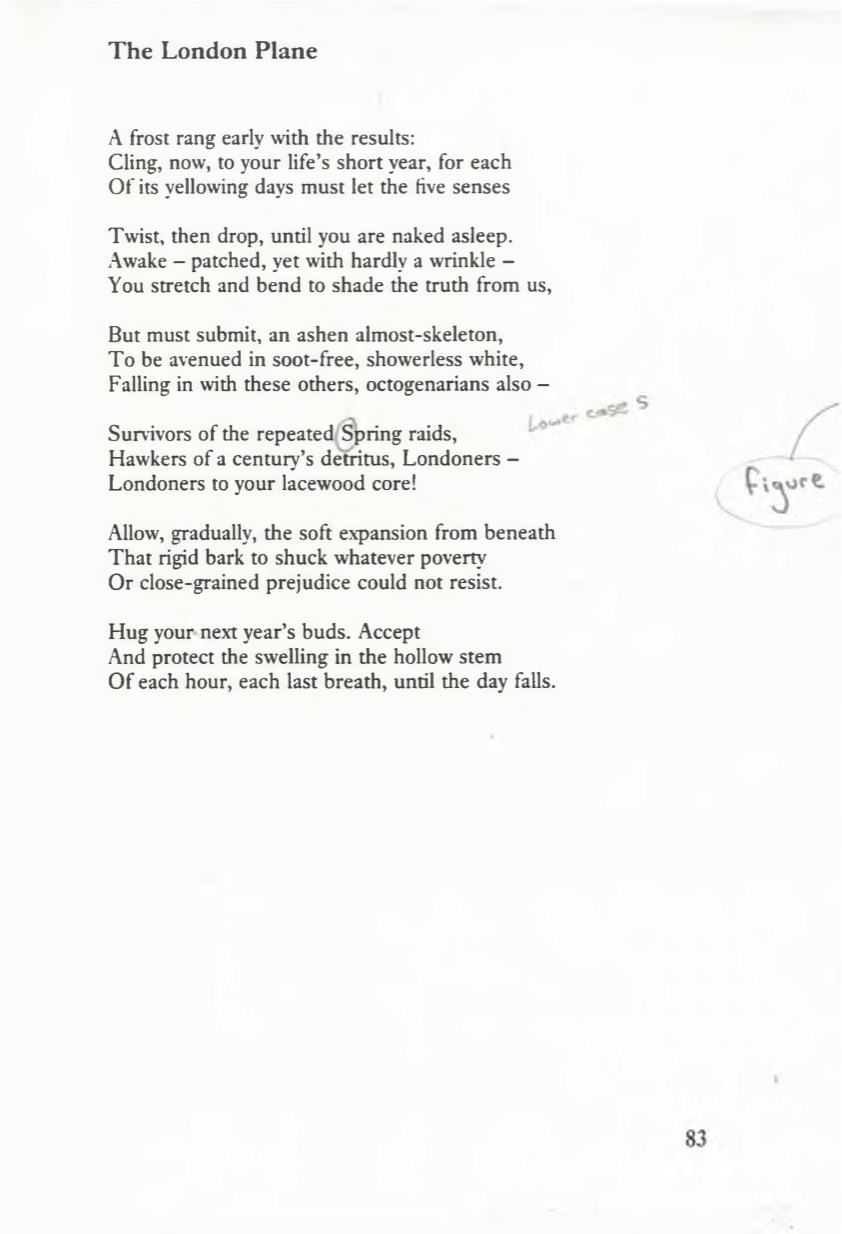 The London Plane
A frost rang early with the results:
Cling, now, to your life's short year, for each
Of its yellowing days must let the five senses
Twist, then drop, until you are naked asleep.
Awake – patched, yet with hardly a wrinkle –
You stretch and bend to shade the truth from us,
But must submit, an ashen almost-skeleton,
To be avenued in soot-free, showerless white,
Falling in with these others, octogenarians also –
Lower case s
Survivors of the repeated Spring raids,
Hawkers of a century's detritus, Londoners –
Londoners to your lacewood core!
figure
Allow, gradually, the soft expansion from beneath
That rigid bark to shuck whatever poverty
Or close-grained prejudice could not resist.
Hug your next year's buds. Accept
And protect the swelling in the hollow stem
Of each hour, each last breath, until the day falls.
83